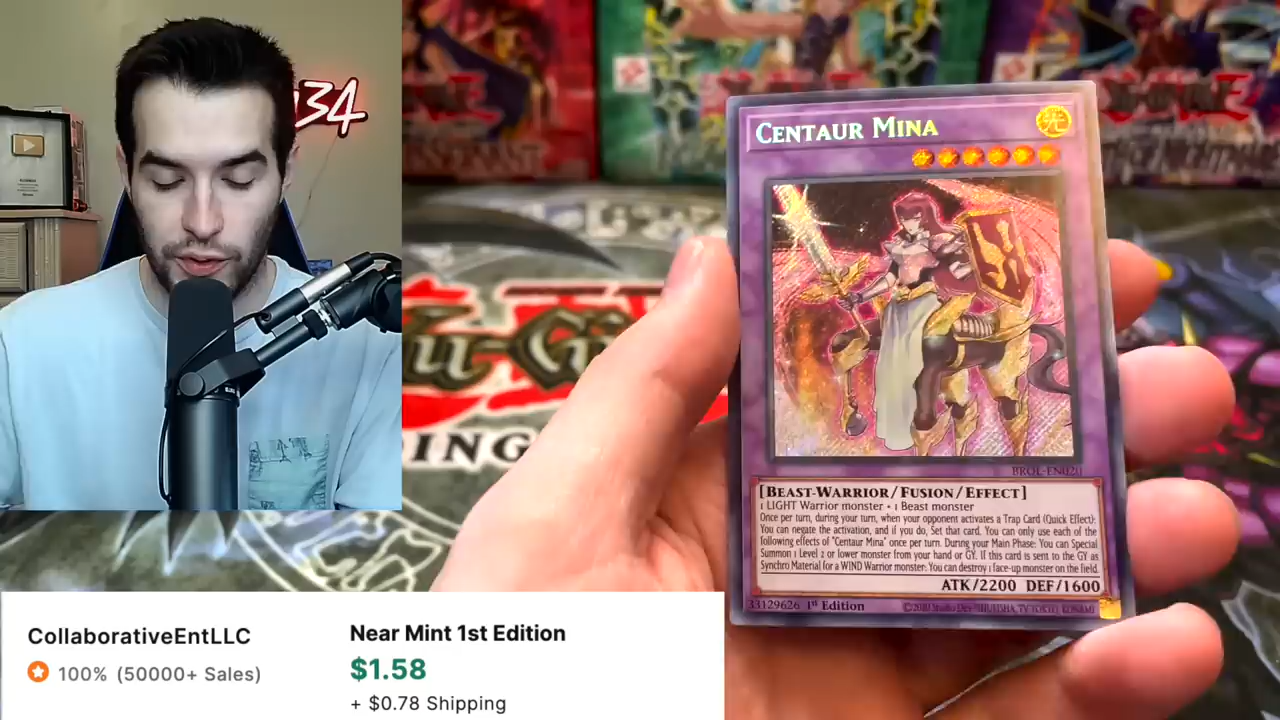 34
CENTAUR MINA
光
BROL-EN020
[BEAST-WARRIOR/FUSION/EFFECT]
1 LIGHT Warrior monster + 1 Beast monster
Once per turn, during your turn, when your opponent activates a Trap Card (Quick Effect):
You can negate the activation, and if you do, Set that card. You can only use each of the
following effects of "Centaur Mina" once per turn. During your Main Phase: You can Special
Summon 1 Level 2 or lower monster from your hand or GY. If this card is sent to the GY as
Synchro Material for a WIND Warrior monster: You can destroy 1 face-up monster on the field.
ATK/2200 DEF/1600
33129626 1st Edition
CollaborativeEntLLC
100% (50000+ Sales)
Near Mint 1st Edition
$1.58
+ $0.78 Shipping